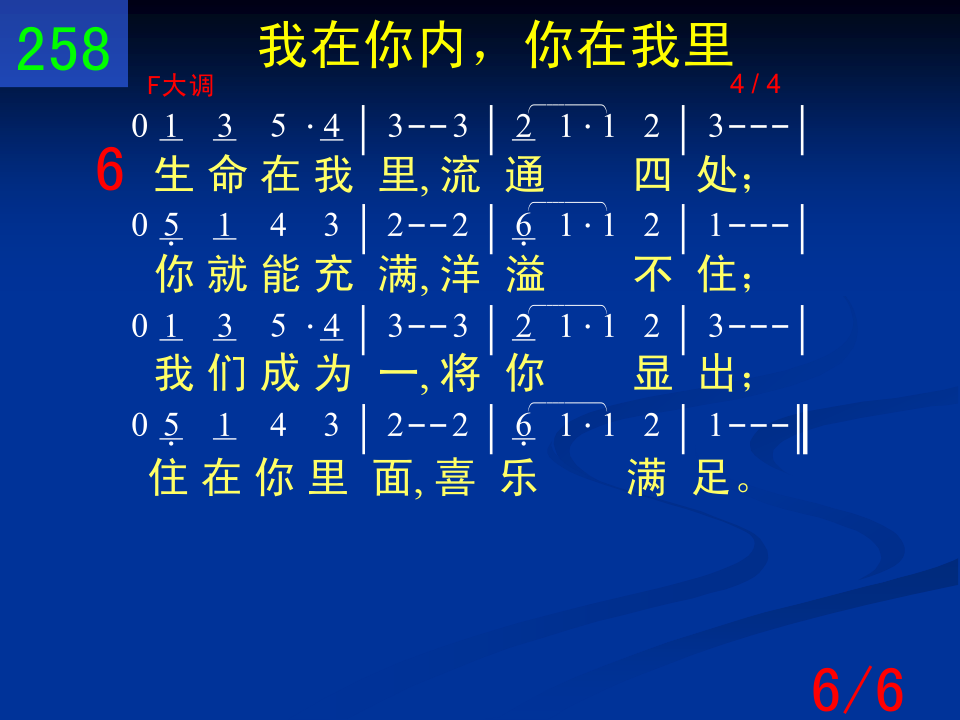 258
我在你内，你在我里
F大调 4/4
0 1 3 5 · 4 | 3 - - 3 | 2 1 · 1 2 | 3 - - - |
6 生命在我里,流通 四处;
0 5 1 4 3 | 2 - - 2 | 6 1 · 1 2 | 1 - - - |
你就能充满,洋溢 不住;
0 1 3 5 · 4 | 3 - - 3 | 2 1 · 1 2 | 3 - - - |
我们成为一,将你 显出;
0 5 1 4 3 | 2 - - 2 | 6 1 · 1 2 | 1 - - - ‖
住在你里面,喜乐 满足。
6/6